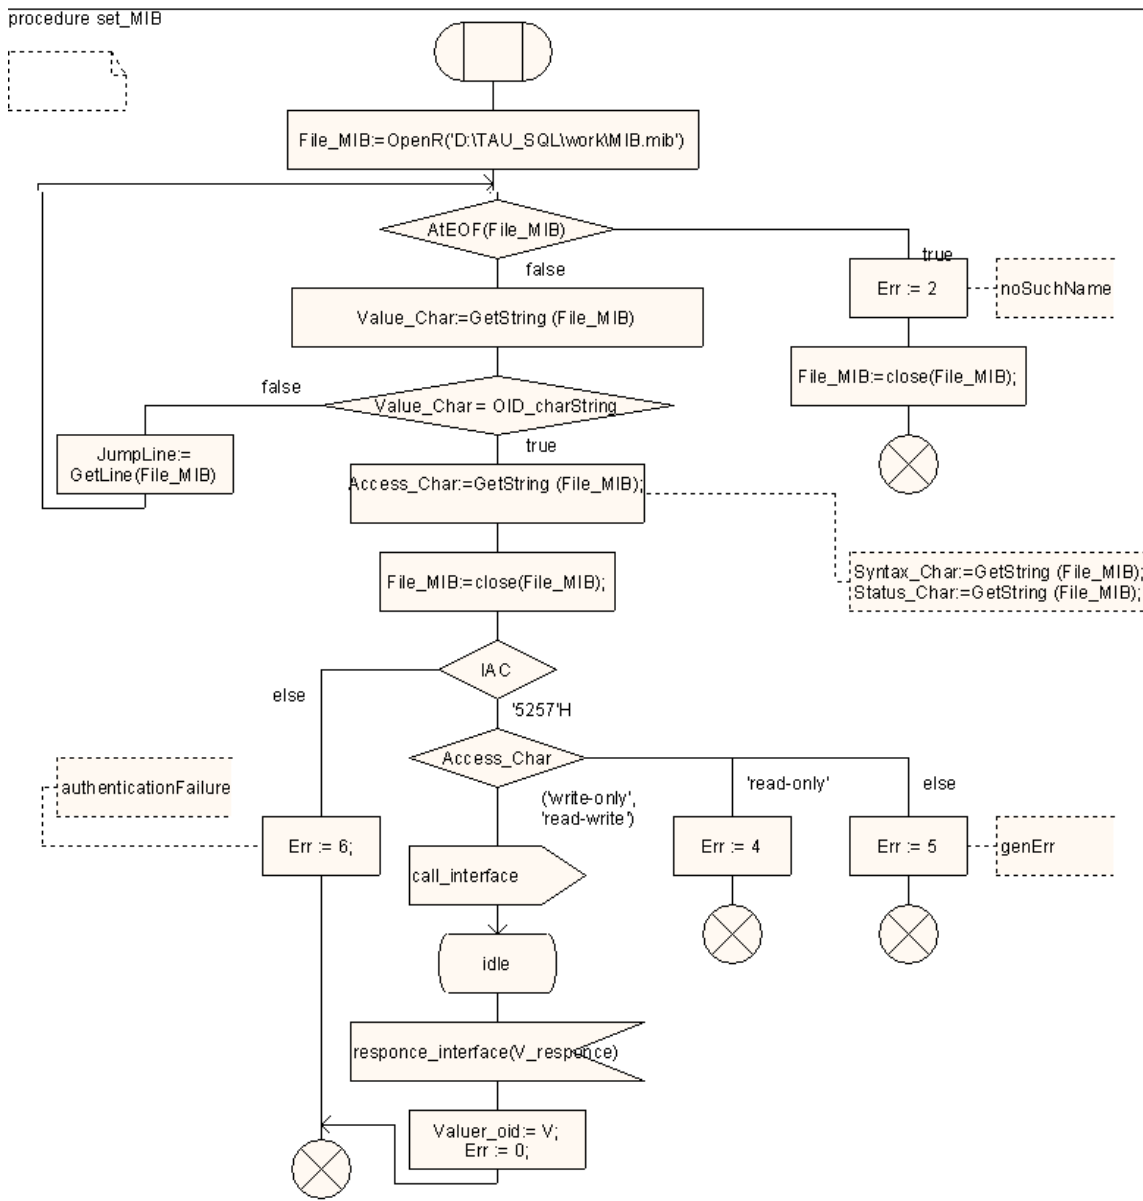 procedure set_MIB
File_MIB:=OpenR('D:\TAU_SQL\work\MIB.mib')
AtEOF(File_MIB)
true
false
Err := 2
noSuchName
Value_Char:=GetString (File_MIB)
File_MIB:=close(File_MIB);
false
Value_Char= OID_charString
true
JumpLine:=
GetLine(File_MIB)
Access_Char:=GetString (File_MIB);
Syntax_Char:=GetString (File_MIB);
Status_Char:=GetString (File_MIB);
File_MIB:=close(File_MIB);
IAC
else
'5257'H
Access_Char
authenticationFailure
('write-only',
'read-write')
'read-only'
else
Err := 6;
Err := 4
Err := 5
genErr
call_interface
idle
responce_interface(V_responce)
Valuer_oid:= V;
Err := 0;